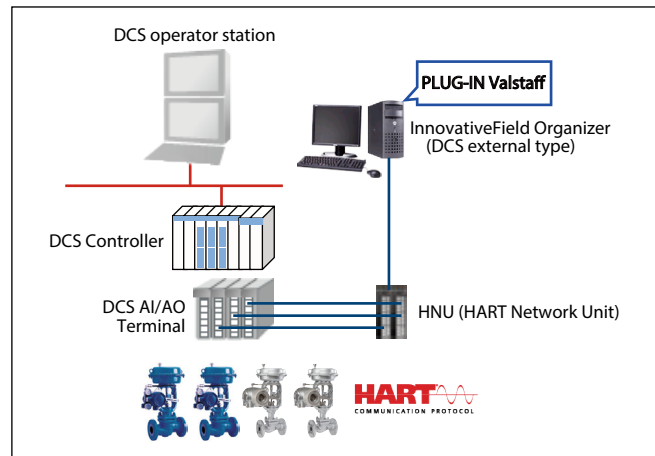 DCS operator station
PLUG-IN Valstaff
InnovativeField Organizer
(DCS external type)
DCS Controller
DCS AI/AO
Terminal
HNU (HART Network Unit)
HART
COMMUNICATION PROTOCOL